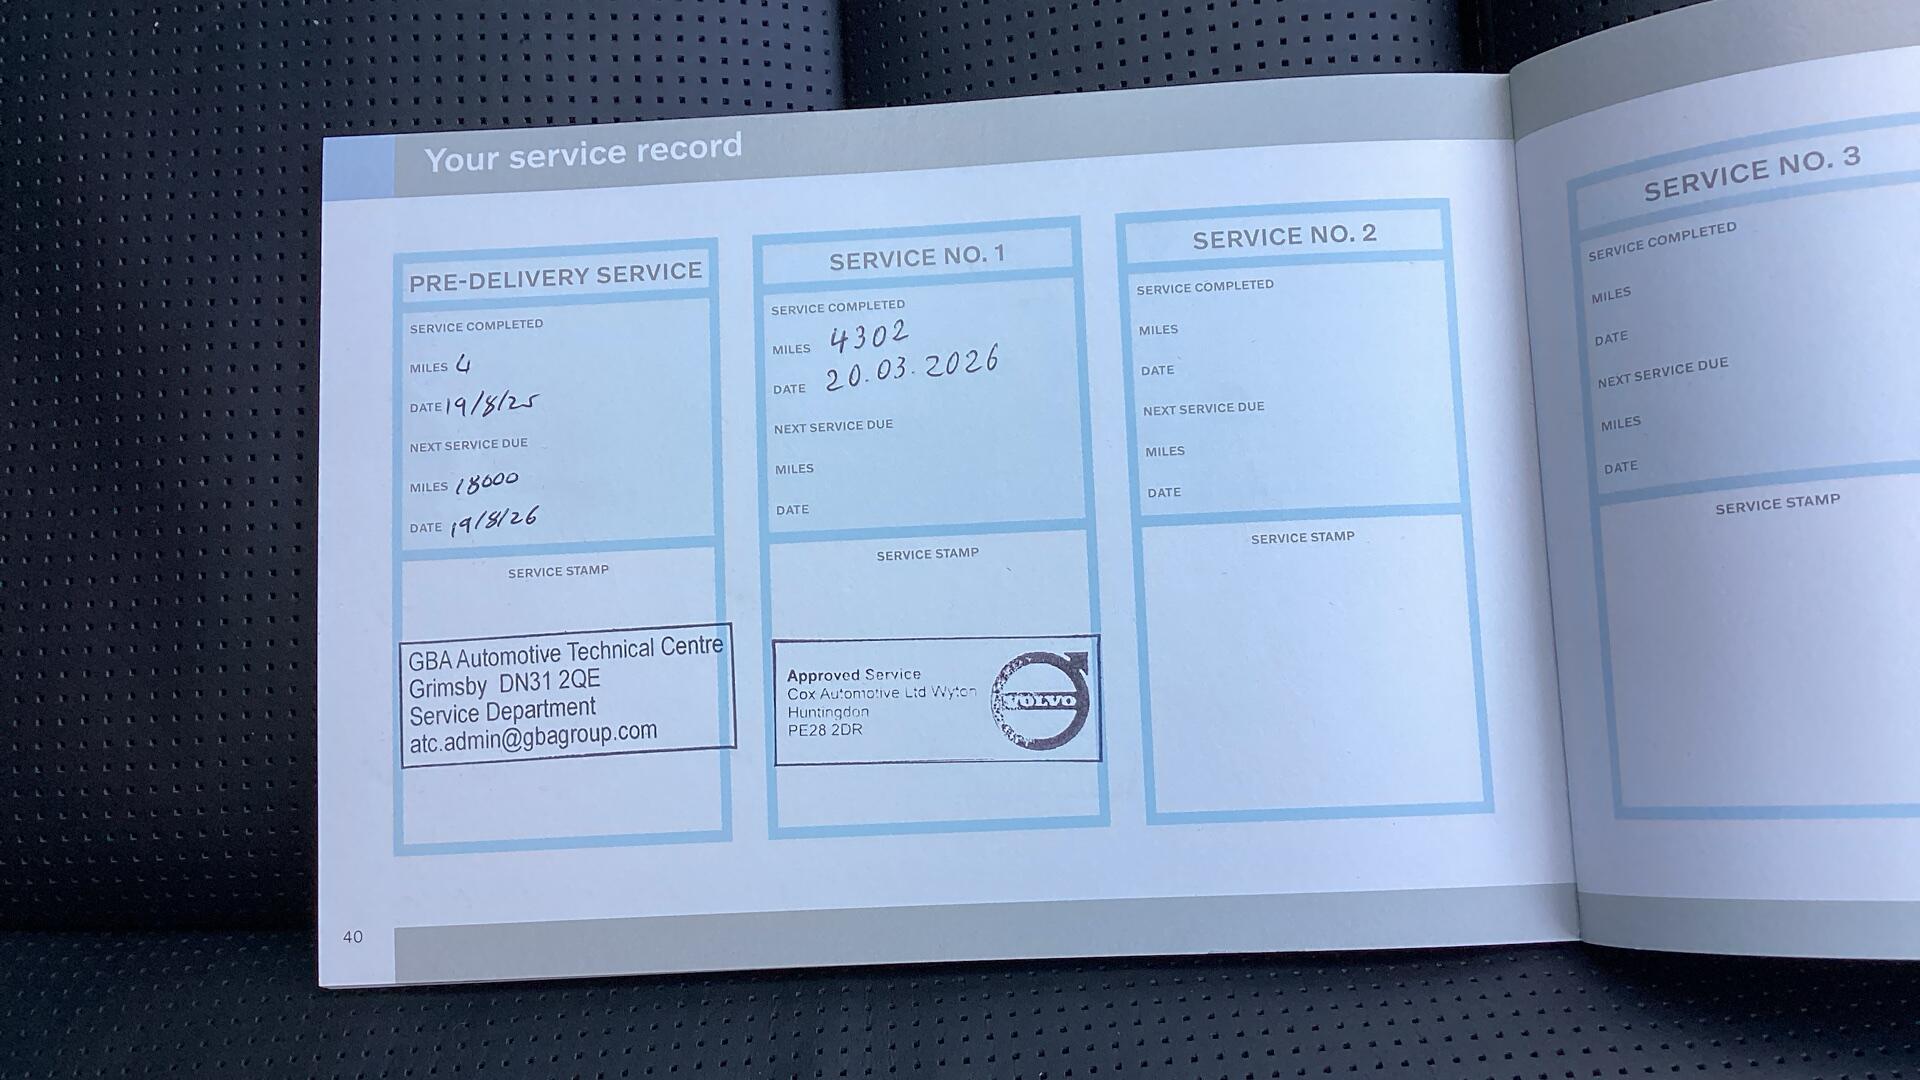 Your service record
PRE-DELIVERY SERVICE
SERVICE COMPLETED
MILES 4
DATE 19/8/25
NEXT SERVICE DUE
MILES 18000
DATE 19/8/26
SERVICE STAMP
GBA Automotive Technical Centre
Grimsby DN31 2QE
Service Department
atc.admin@gbagroup.com
SERVICE NO. 1
SERVICE COMPLETED
MILES 4302
DATE 20.03.2026
NEXT SERVICE DUE
MILES
DATE
SERVICE STAMP
Approved Service
Cox Automotive Ltd Wyton
Huntingdon
PE28 2DR
VOLVO
SERVICE NO. 2
SERVICE COMPLETED
MILES
DATE
NEXT SERVICE DUE
MILES
DATE
SERVICE STAMP
40
SERVICE NO. 3
SERVICE COMPLETED
MILES
DATE
NEXT SERVICE DUE
MILES
DATE
SERVICE STAMP